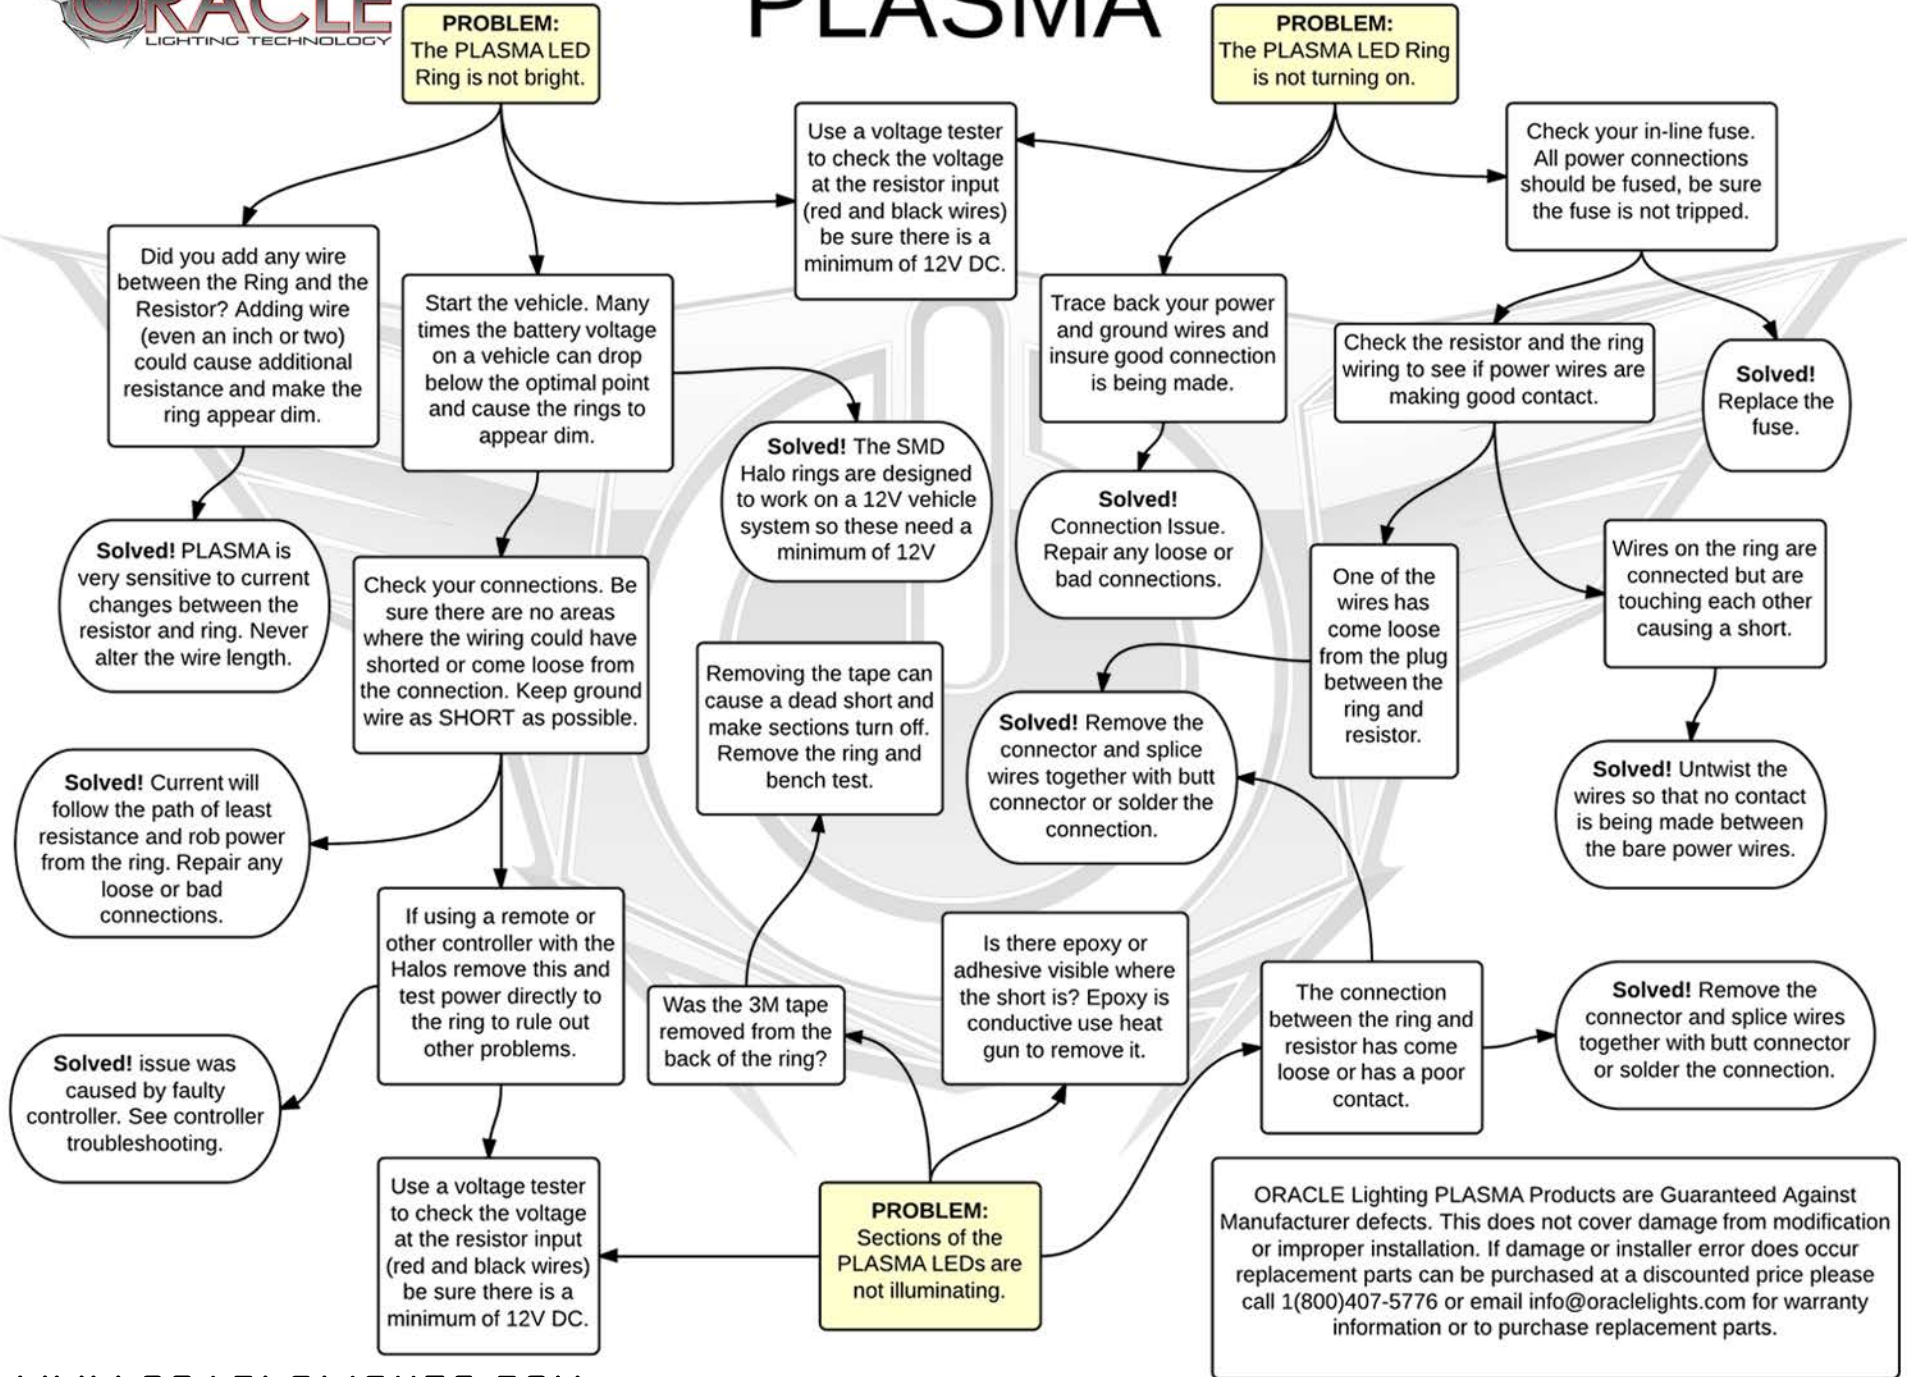 ORACLE
LIGHTING TECHNOLOGY
PLASMA
PROBLEM:
The PLASMA LED
Ring is not bright.
PROBLEM:
The PLASMA LED Ring
is not turning on.
Use a voltage tester
to check the voltage
at the resistor input
(red and black wires)
be sure there is a
minimum of 12V DC.
Check your in-line fuse.
All power connections
should be fused, be sure
the fuse is not tripped.
Did you add any wire
between the Ring and the
Resistor? Adding wire
(even an inch or two)
could cause additional
resistance and make the
ring appear dim.
Start the vehicle. Many
times the battery voltage
on a vehicle can drop
below the optimal point
and cause the rings to
appear dim.
Trace back your power
and ground wires and
insure good connection
is being made.
Check the resistor and the ring
wiring to see if power wires are
making good contact.
Solved!
Replace the
fuse.
Solved! The SMD
Halo rings are designed
to work on a 12V vehicle
system so these need a
minimum of 12V
Solved!
Connection Issue.
Repair any loose or
bad connections.
Solved! PLASMA is
very sensitive to current
changes between the
resistor and ring. Never
alter the wire length.
Check your connections. Be
sure there are no areas
where the wiring could have
shorted or come loose from
the connection. Keep ground
wire as SHORT as possible.
One of the
wires has
come loose
from the plug
between the
ring and
resistor.
Wires on the ring are
connected but are
touching each other
causing a short.
Removing the tape can
cause a dead short and
make sections turn off.
Remove the ring and
bench test.
Solved! Remove the
connector and splice
wires together with butt
connector or solder the
connection.
Solved! Untwist the
wires so that no contact
is being made between
the bare power wires.
Solved! Current will
follow the path of least
resistance and rob power
from the ring. Repair any
loose or bad
connections.
If using a remote or
other controller with the
Halos remove this and
test power directly to
the ring to rule out
other problems.
Was the 3M tape
removed from the
back of the ring?
Is there epoxy or
adhesive visible where
the short is? Epoxy is
conductive use heat
gun to remove it.
The connection
between the ring and
resistor has come
loose or has a poor
contact.
Solved! Remove the
connector and splice wires
together with butt connector
or solder the connection.
Solved! issue was
caused by faulty
controller. See controller
troubleshooting.
Use a voltage tester
to check the voltage
at the resistor input
(red and black wires)
be sure there is a
minimum of 12V DC.
PROBLEM:
Sections of the
PLASMA LEDs are
not illuminating.
ORACLE Lighting PLASMA Products are Guaranteed Against
Manufacturer defects. This does not cover damage from modification
or improper installation. If damage or installer error does occur
replacement parts can be purchased at a discounted price please
call 1(800)407-5776 or email info@oraclelights.com for warranty
information or to purchase replacement parts.